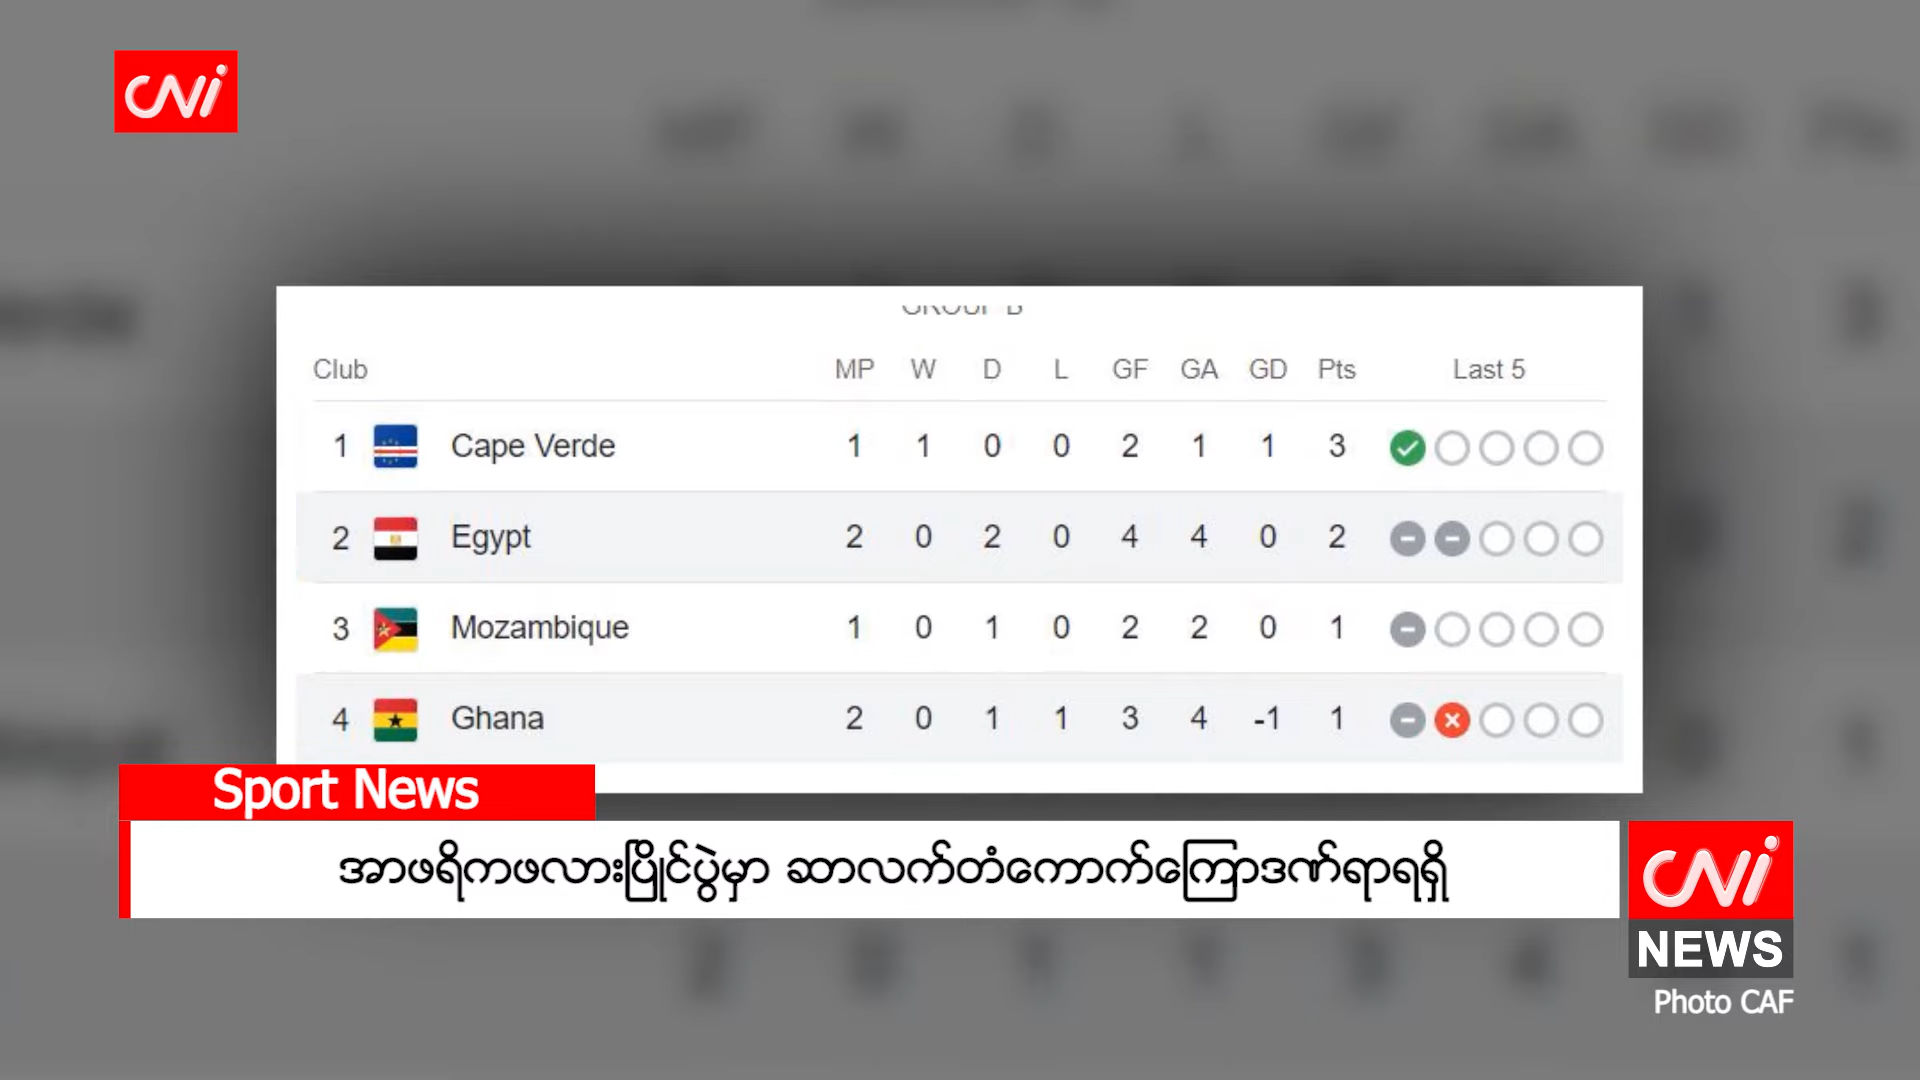 CNi
GROUP B
Club MP W D L GF GA GD Pts Last 5
1 Cape Verde 1 1 0 0 2 1 1 3
2 Egypt 2 0 2 0 4 4 0 2
3 Mozambique 1 0 1 0 2 2 0 1
4 Ghana 2 0 1 1 3 4 -1 1
Sport News
အာဖရိကဖလားပြိုင်ပွဲမှာ ဆာလက်တံကောက်ကြောဒဏ်ရာရရှိ
CNi
NEWS
Photo CAF